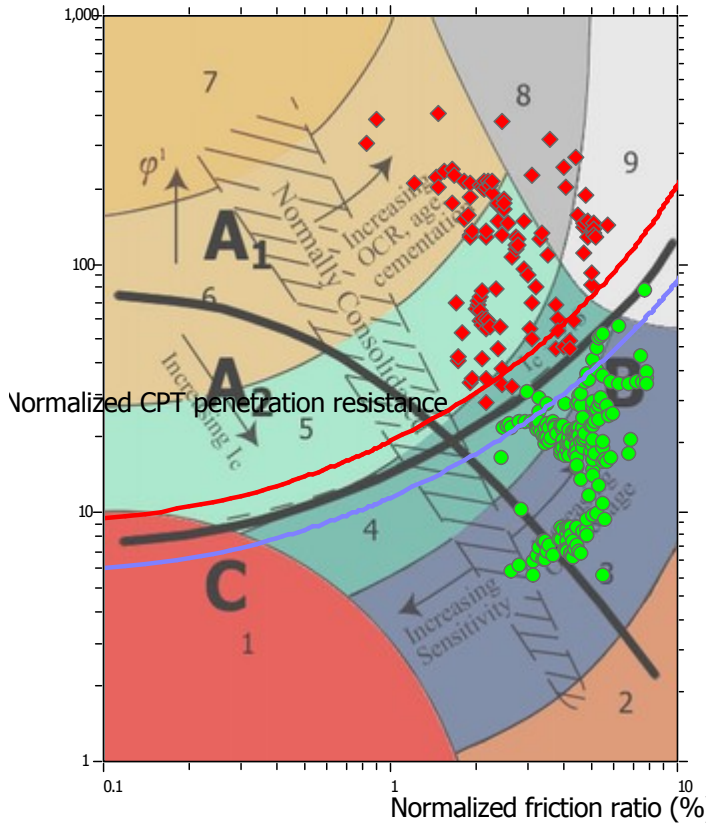 1,000
7
8
9
φ'
Increasing
OCR, age
cementation
A1
Normally Consolidated
100
6
A2
Increasing Ic
Ic
B
Normalized CPT penetration resistance
5
10
4
3
C
Increasing
Sensitivity
1
2
1
0.1
1
10
Normalized friction ratio (%